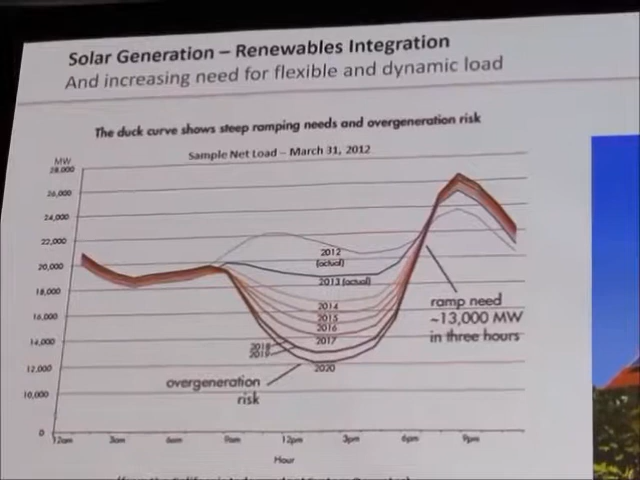 Solar Generation – Renewables Integration
And increasing need for flexible and dynamic load
The duck curve shows steep ramping needs and overgeneration risk
Sample Net Load – March 31, 2012
MW
28,000
26,000
24,000
22,000
20,000
18,000
16,000
14,000
12,000
10,000
0
2012
(actual)
2013 (actual)
2014
2015
2016
2017
2018
2019
2020
ramp need
~13,000 MW
in three hours
overgeneration
risk
12am 3am 6am 9am 12pm 3pm 6pm 9pm
Hour